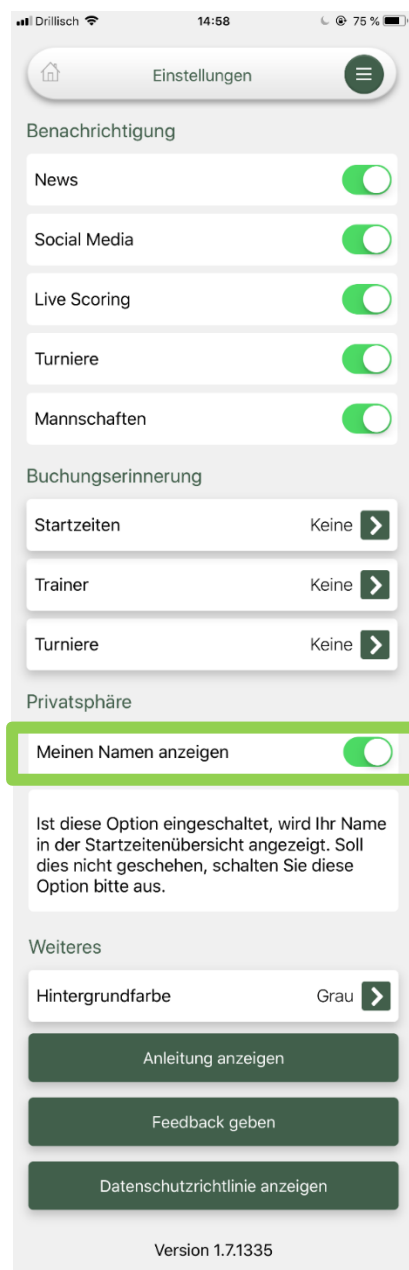 Drillisch 14:58 75 %
Einstellungen
Benachrichtigung
News
Social Media
Live Scoring
Turniere
Mannschaften
Buchungserinnerung
Startzeiten Keine
Trainer Keine
Turniere Keine
Privatsphäre
Meinen Namen anzeigen
Ist diese Option eingeschaltet, wird Ihr Name
in der Startzeitenübersicht angezeigt. Soll
dies nicht geschehen, schalten Sie diese
Option bitte aus.
Weiteres
Hintergrundfarbe Grau
Anleitung anzeigen
Feedback geben
Datenschutzrichtlinie anzeigen
Version 1.7.1335